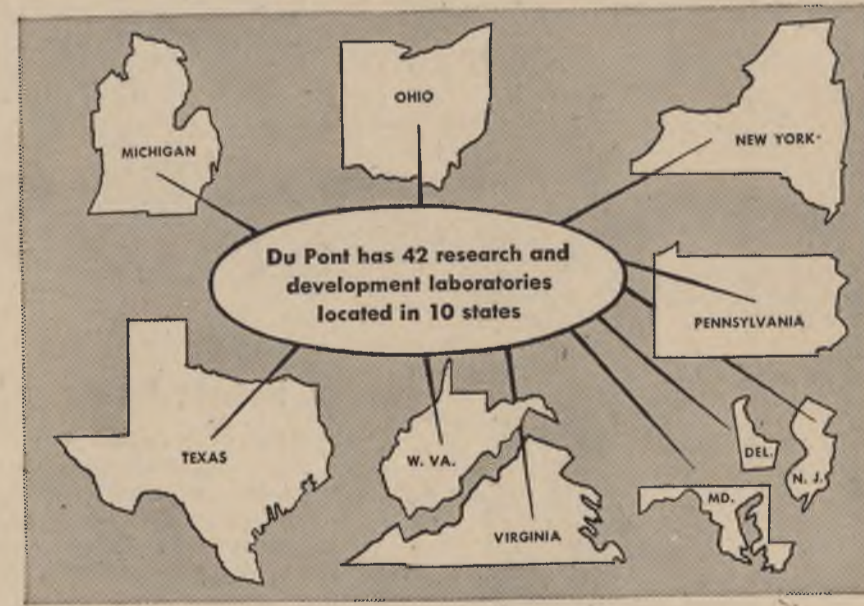 MICHIGAN
OHIO
NEW YORK
Du Pont has 42 research and
development laboratories
located in 10 states
PENNSYLVANIA
TEXAS
W. VA.
DEL.
N. J.
MD.
VIRGINIA